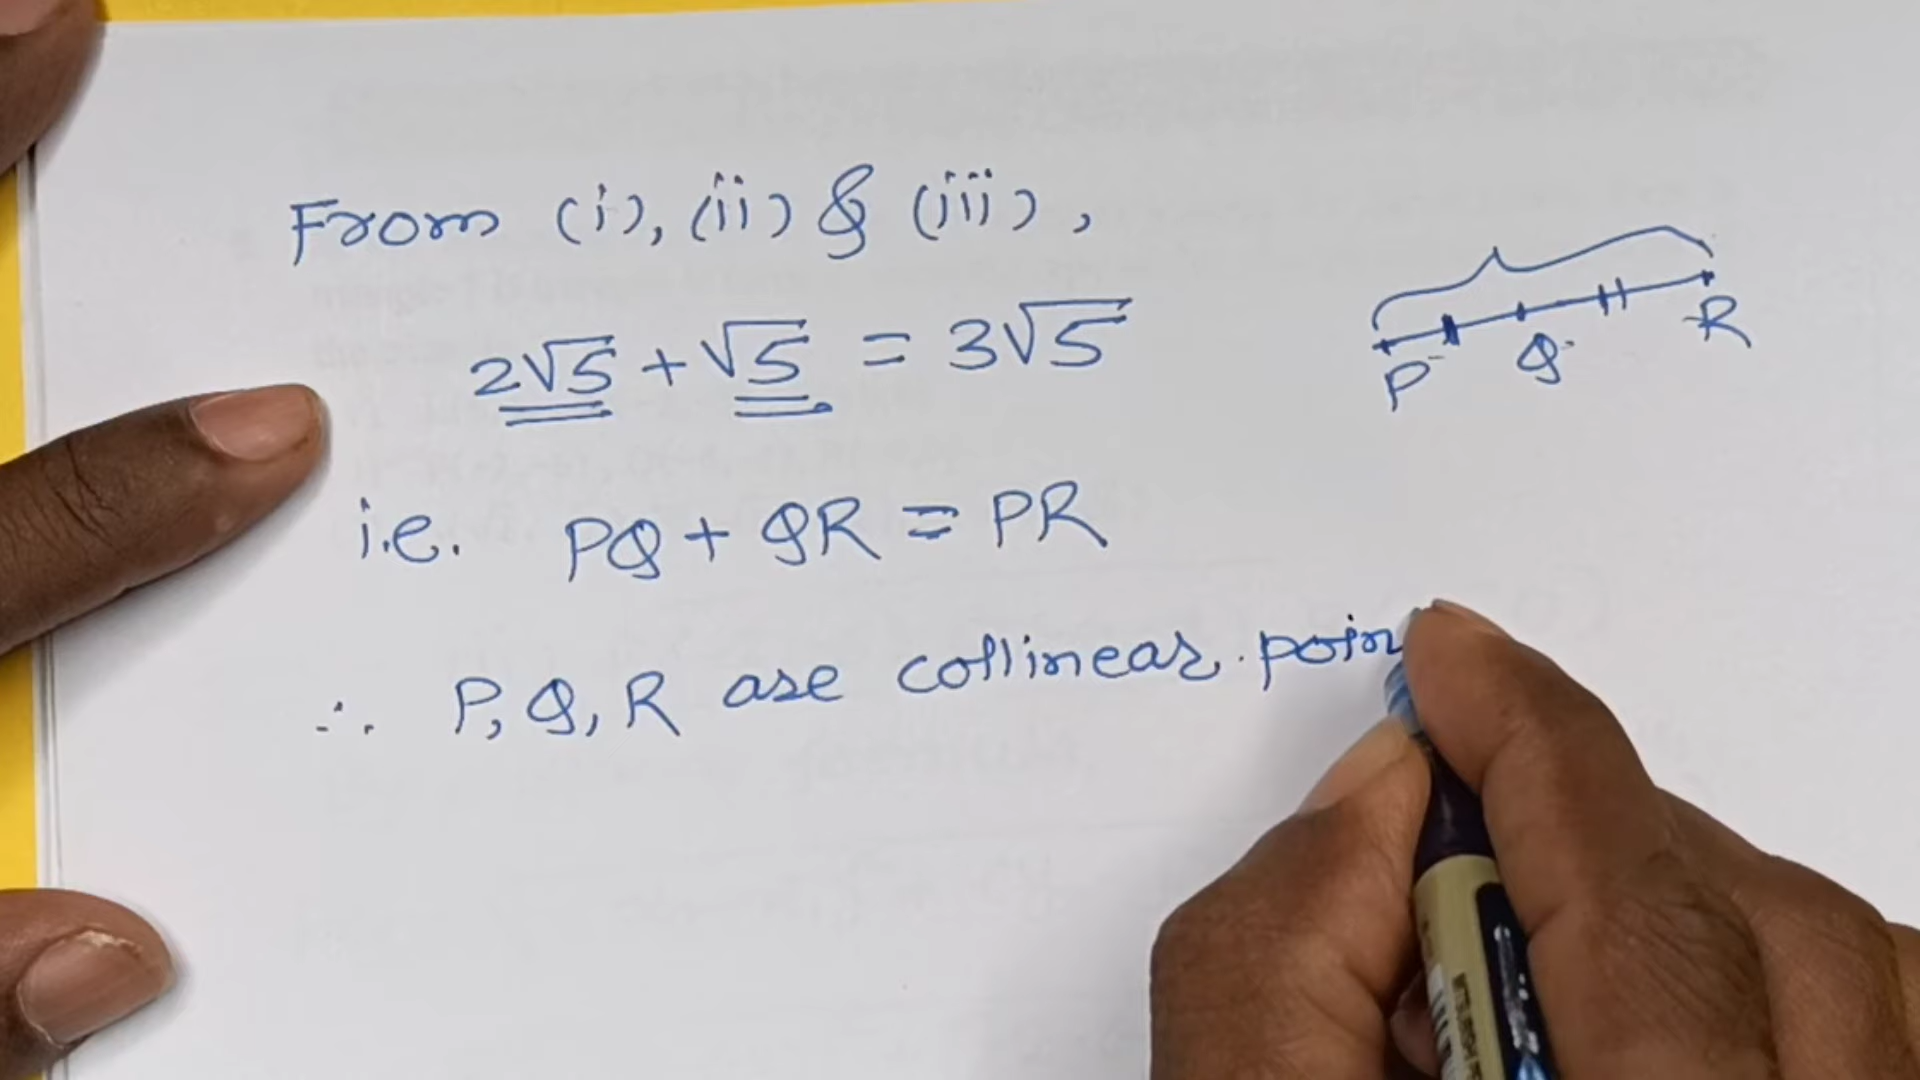 From (i), (ii) & (iii),
2√5 + √5 = 3√5
P Q R
i.e. PQ + QR = PR
∴ P, Q, R are collinear poin